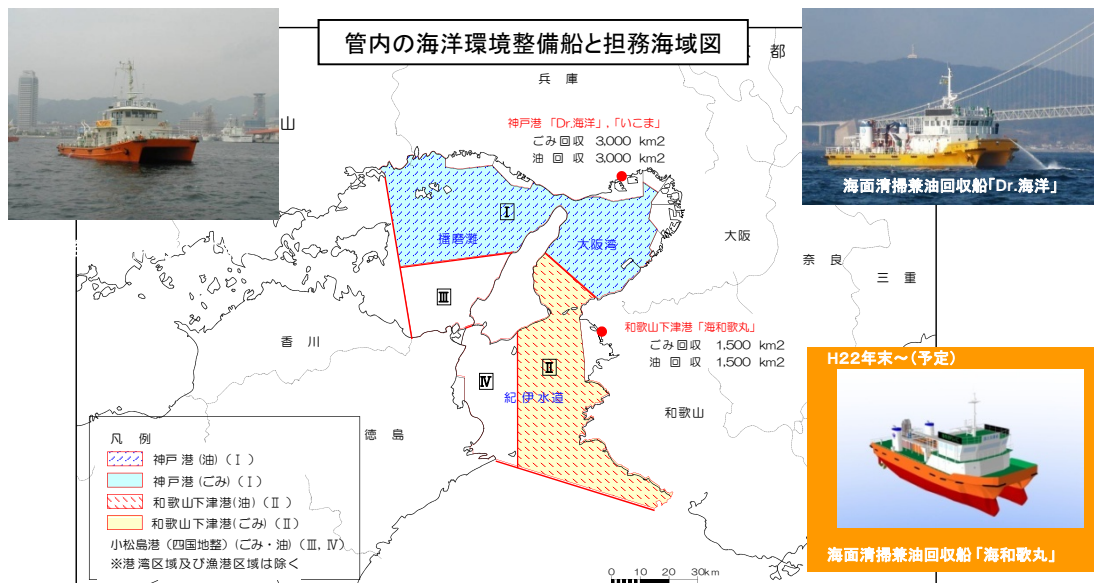 管内の海洋環境整備船と担務海域図
都
兵 庫
山
神戸港 「Dr.海洋」,「いこま」
ごみ回収 3,000 km2
油 回 収 3,000 km2
海面清掃兼油回収船「Dr.海洋」
Ⅰ
播磨灘
大阪湾
大阪
奈 良
三 重
Ⅲ
和歌山下津港「海和歌丸」
ごみ回収 1,500 km2
油 回 収 1,500 km2
香 川
Ⅱ
Ⅳ
紀伊水道
和歌山
徳 島
H22年末~(予定)
海面清掃兼油回収船「海和歌丸」
凡 例
神戸港(油)(Ⅰ)
神戸港(ごみ)(Ⅰ)
和歌山下津港(油)(Ⅱ)
和歌山下津港(ごみ)(Ⅱ)
小松島港(四国地整)(ごみ・油)(Ⅲ,Ⅳ)
※港湾区域及び漁港区域は除く
0 10 20 30km